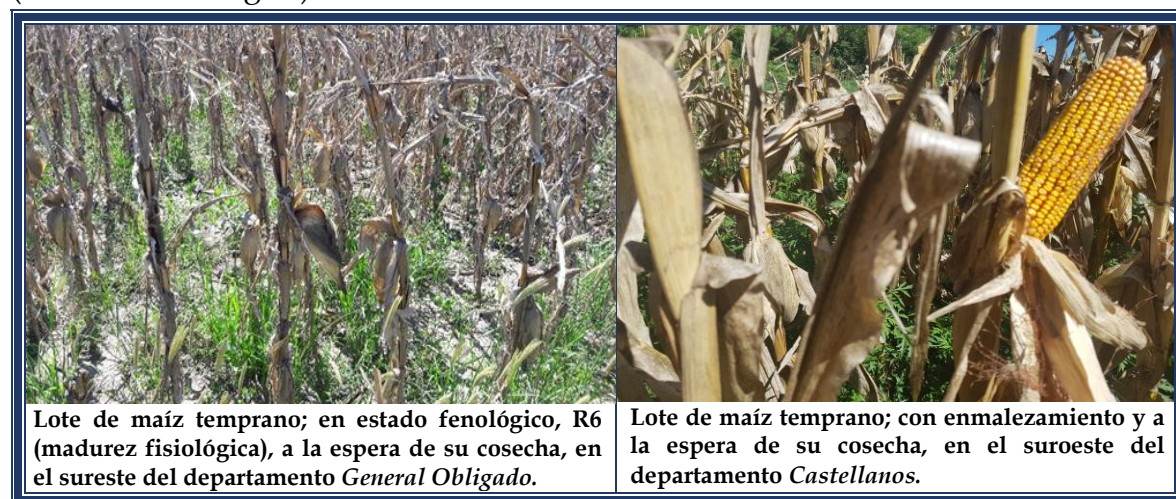 Lote de maíz temprano; en estado fenológico, R6
(madurez fisiológica), a la espera de su cosecha, en
el sureste del departamento General Obligado.
Lote de maíz temprano; con enmalezamiento y a
la espera de su cosecha, en el suroeste del
departamento Castellanos.